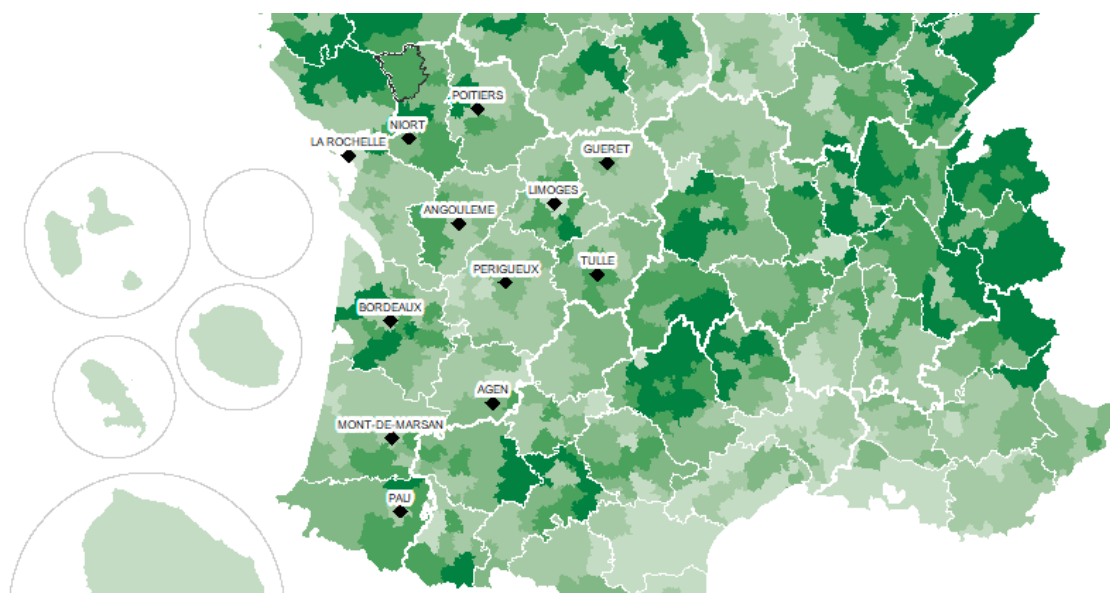 POITIERS
NIORT
LA ROCHELLE
GUERET
LIMOGES
ANGOULEME
TULLE
PERIGUEUX
BORDEAUX
AGEN
MONT-DE-MARSAN
PAU